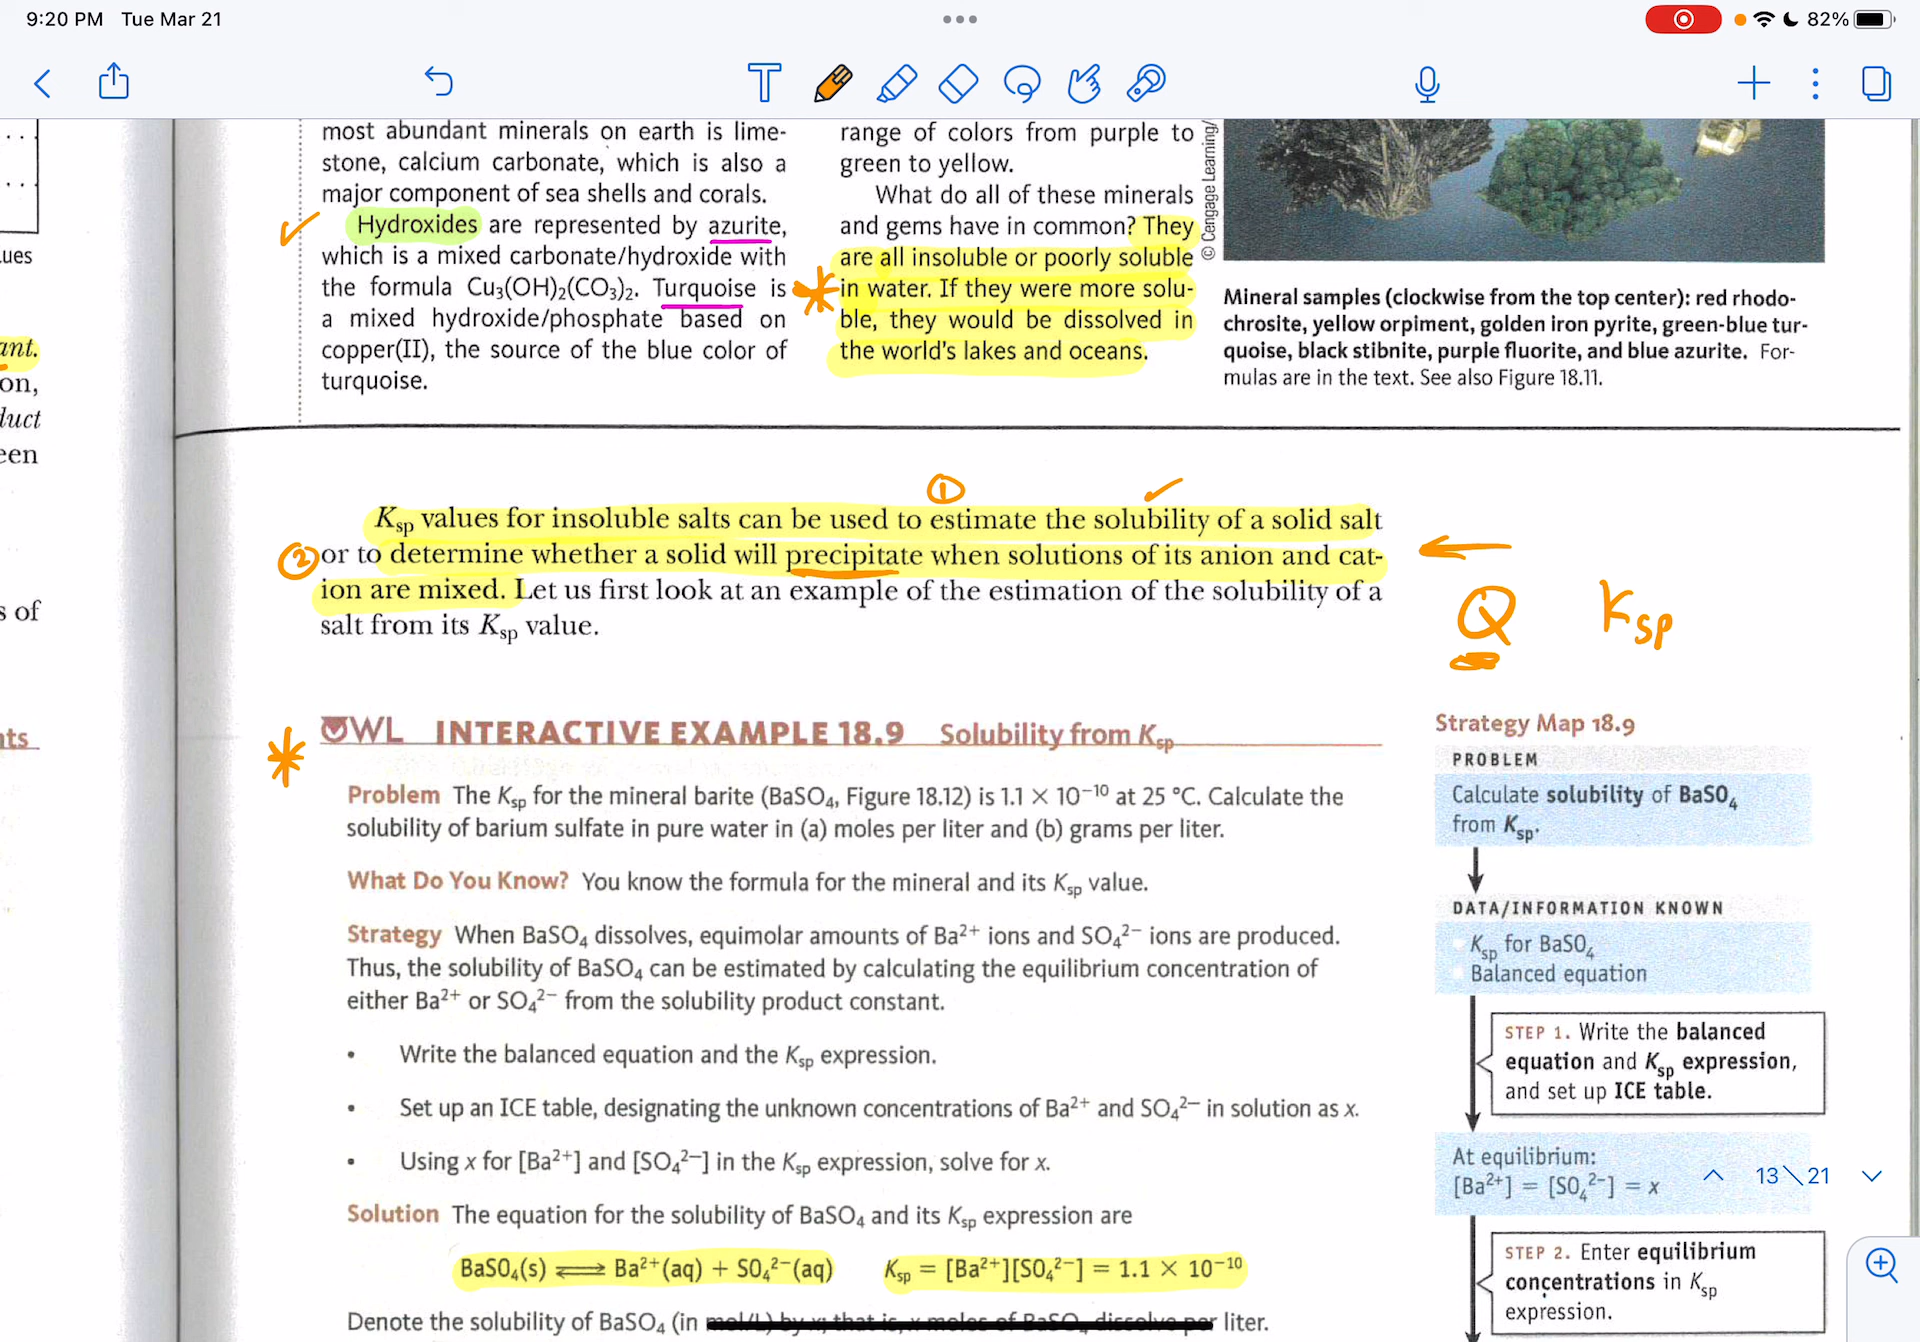 9:20 PM Tue Mar 21
82%
most abundant minerals on earth is lime-
stone, calcium carbonate, which is also a
major component of sea shells and corals.
Hydroxides are represented by azurite,
which is a mixed carbonate/hydroxide with
the formula Cu₃(OH)₂(CO₃)₂. Turquoise is
a mixed hydroxide/phosphate based on
copper(II), the source of the blue color of
turquoise.
range of colors from purple to
green to yellow.
What do all of these minerals
and gems have in common? They
are all insoluble or poorly soluble
in water. If they were more solu-
ble, they would be dissolved in
the world's lakes and oceans.
© Cengage Learning/
Mineral samples (clockwise from the top center): red rhodo-
chrosite, yellow orpiment, golden iron pyrite, green-blue tur-
quoise, black stibnite, purple fluorite, and blue azurite. For-
mulas are in the text. See also Figure 18.11.
ues
ant.
on,
duct
een
s of
nts
①
Ksp values for insoluble salts can be used to estimate the solubility of a solid salt
② or to determine whether a solid will precipitate when solutions of its anion and cat-
ion are mixed. Let us first look at an example of the estimation of the solubility of a
salt from its Ksp value.
Q Ksp
OWL INTERACTIVE EXAMPLE 18.9 Solubility from Ksp
Problem The Ksp for the mineral barite (BaSO₄, Figure 18.12) is 1.1 × 10⁻¹⁰ at 25 °C. Calculate the
solubility of barium sulfate in pure water in (a) moles per liter and (b) grams per liter.
What Do You Know? You know the formula for the mineral and its Ksp value.
Strategy When BaSO₄ dissolves, equimolar amounts of Ba²⁺ ions and SO₄²⁻ ions are produced.
Thus, the solubility of BaSO₄ can be estimated by calculating the equilibrium concentration of
either Ba²⁺ or SO₄²⁻ from the solubility product constant.
• Write the balanced equation and the Ksp expression.
• Set up an ICE table, designating the unknown concentrations of Ba²⁺ and SO₄²⁻ in solution as x.
• Using x for [Ba²⁺] and [SO₄²⁻] in the Ksp expression, solve for x.
Solution The equation for the solubility of BaSO₄ and its Ksp expression are
BaSO₄(s) ⇌ Ba²⁺(aq) + SO₄²⁻(aq) Ksp = [Ba²⁺][SO₄²⁻] = 1.1 × 10⁻¹⁰
Denote the solubility of BaSO₄ (in mol/L) by x; that is, x moles of BaSO₄ dissolve per liter.
Strategy Map 18.9
PROBLEM
Calculate solubility of BaSO₄
from Ksp.
DATA/INFORMATION KNOWN
Ksp for BaSO₄
Balanced equation
STEP 1. Write the balanced
equation and Ksp expression,
and set up ICE table.
At equilibrium:
[Ba²⁺] = [SO₄²⁻] = x
STEP 2. Enter equilibrium
concentrations in Ksp
expression.
13\21